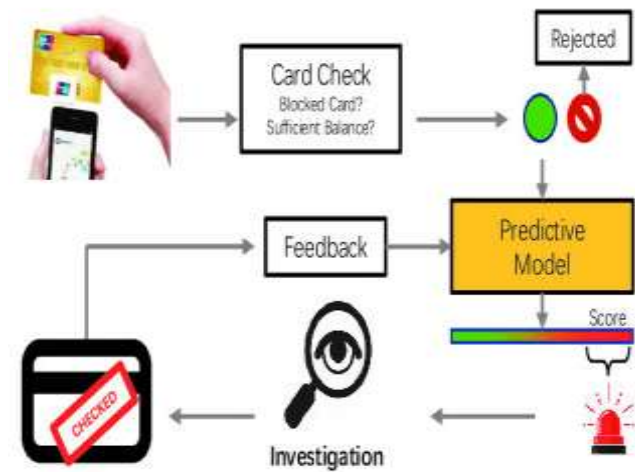 Rejected
Card Check
Blocked Card?
Sufficient Balance?
Feedback
Predictive
Model
Score
CHECKED
Investigation